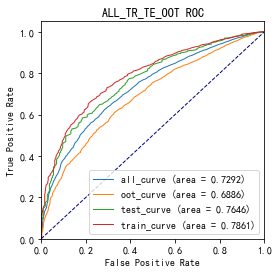 ALL_TR_TE_OOT ROC
1.0
0.8
0.6
0.4
0.2
0.0
True Positive Rate
all_curve (area = 0.7292)
oot_curve (area = 0.6886)
test_curve (area = 0.7646)
train_curve (area = 0.7861)
0.0 0.2 0.4 0.6 0.8 1.0
False Positive Rate